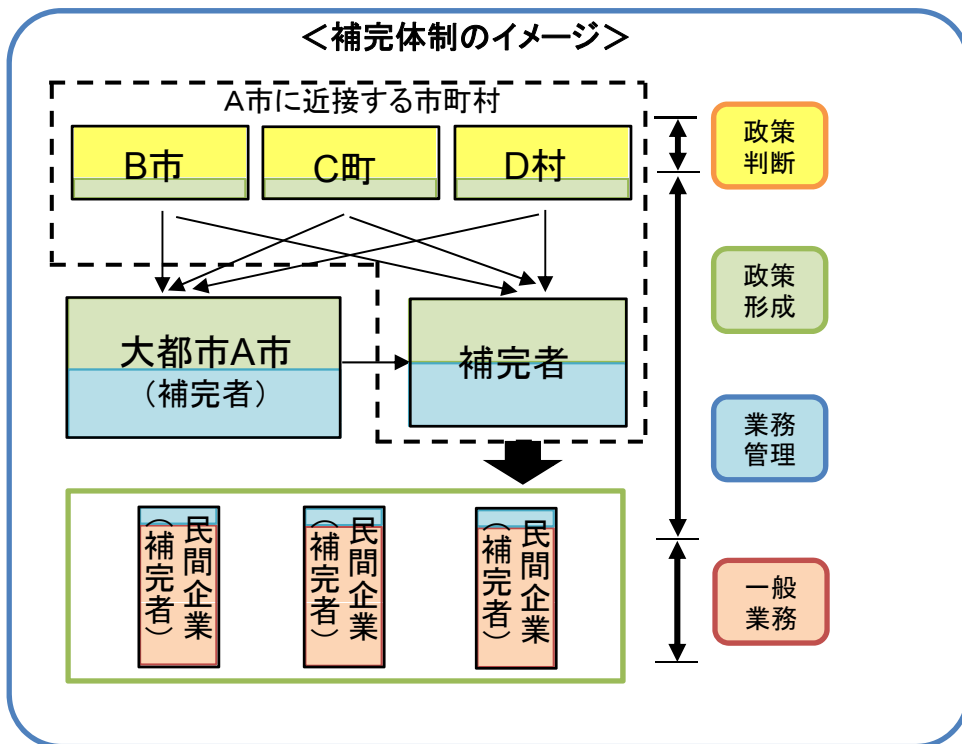 ＜補完体制のイメージ＞
A市に近接する市町村
B市
C町
D村
政策
判断
大都市A市
（補完者）
補完者
政策
形成
業務
管理
民間企業
（補完者）
民間企業
（補完者）
民間企業
（補完者）
一般
業務